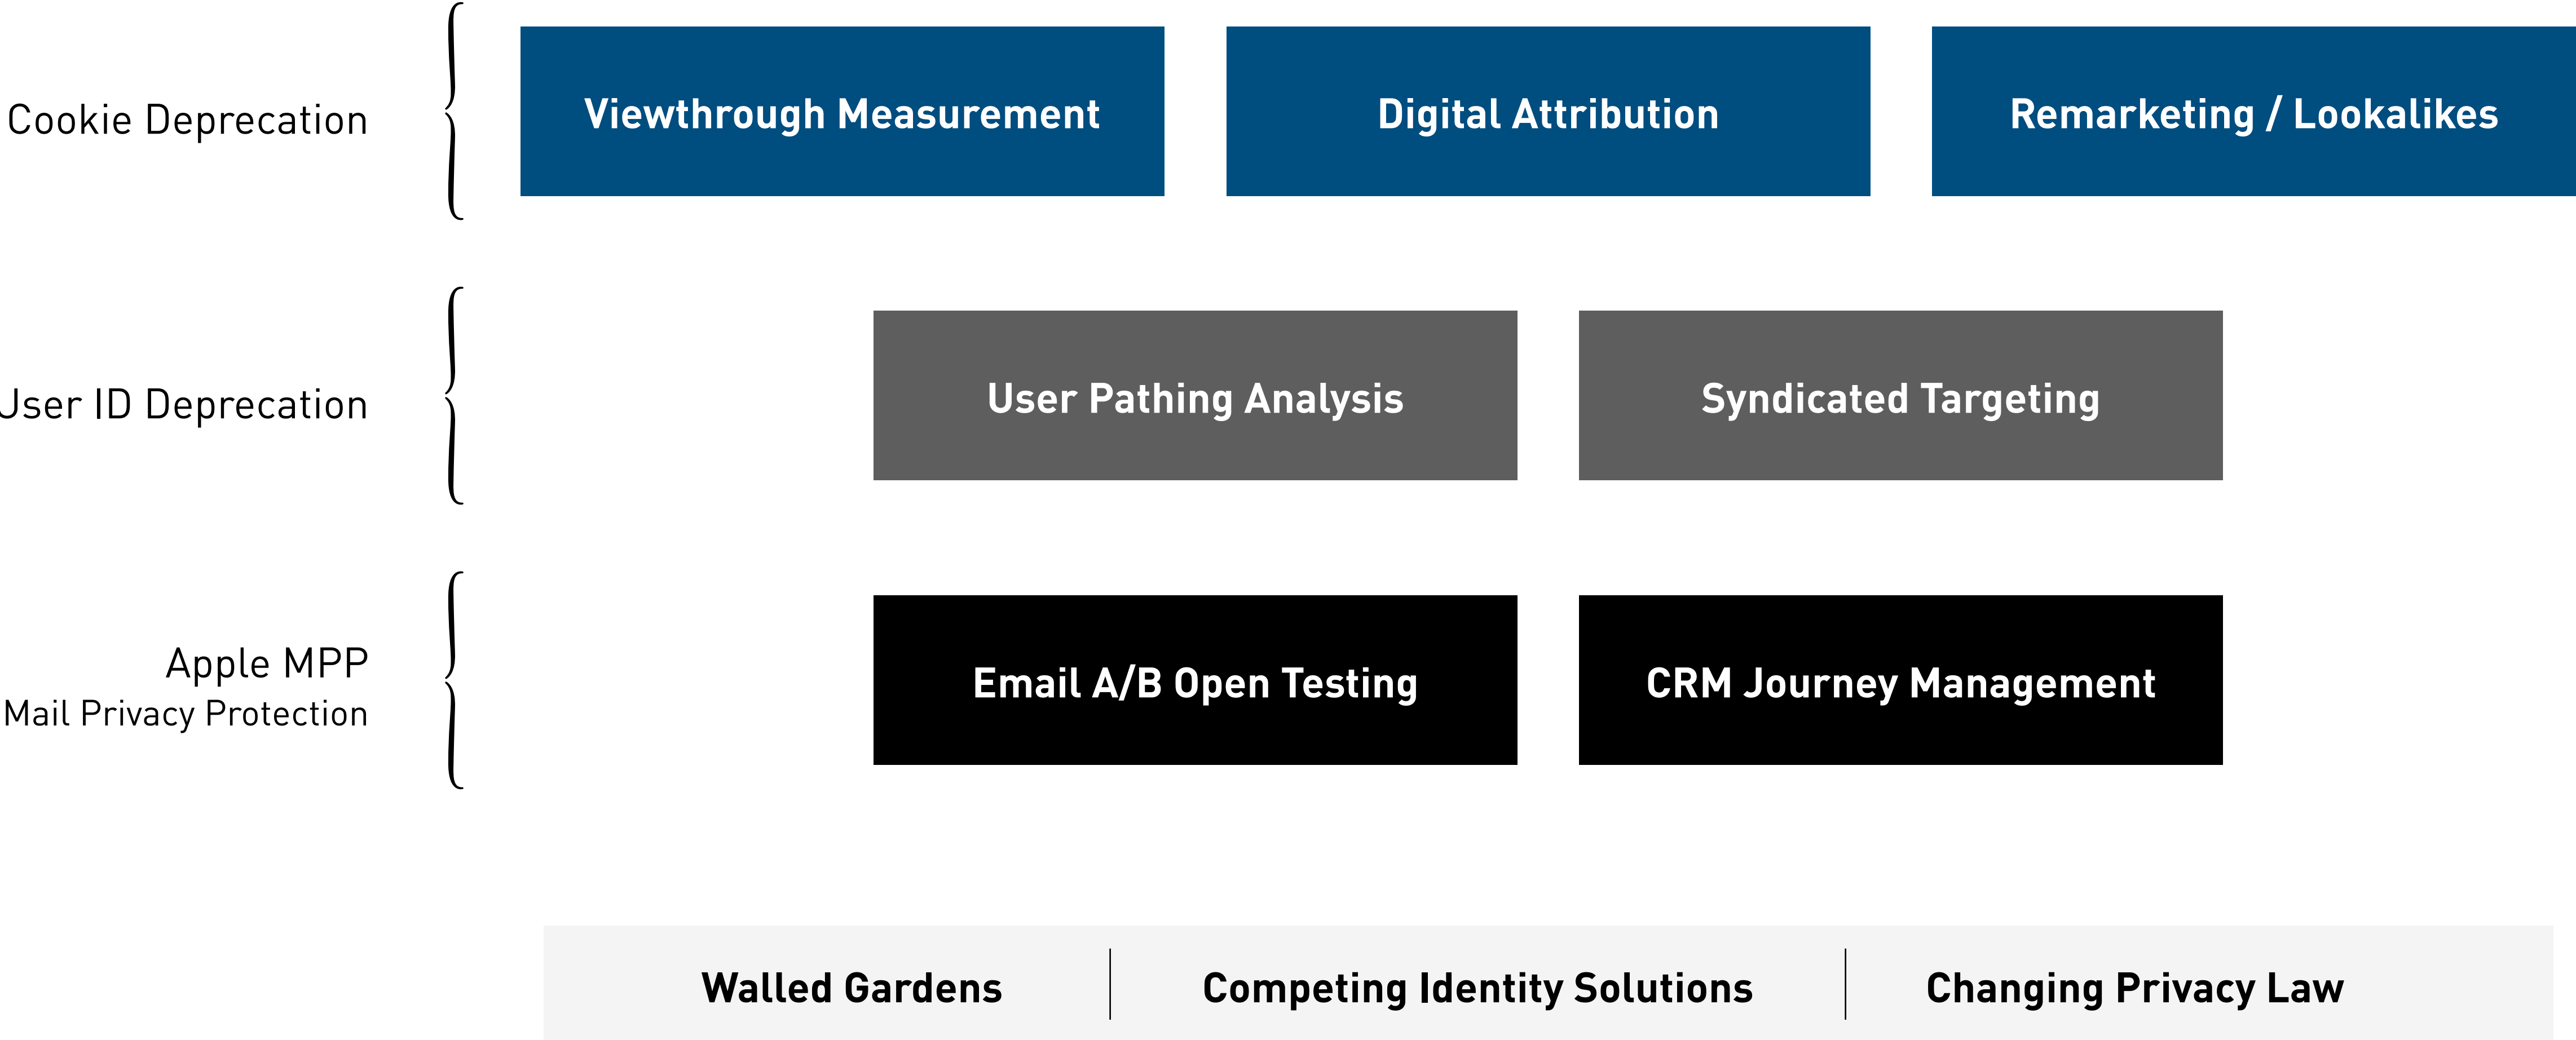 Cookie Deprecation
Viewthrough Measurement
Digital Attribution
Remarketing / Lookalikes
User ID Deprecation
User Pathing Analysis
Syndicated Targeting
Apple MPP
Mail Privacy Protection
Email A/B Open Testing
CRM Journey Management
Walled Gardens
Competing Identity Solutions
Changing Privacy Law